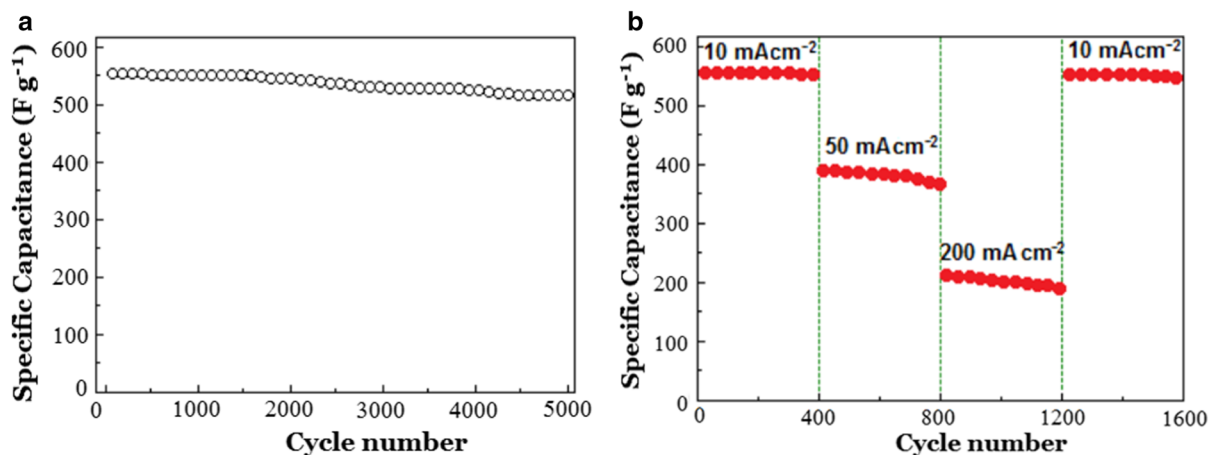 a
600
500
400
300
200
100
0
Specific Capacitance (F g⁻¹)
0 1000 2000 3000 4000 5000
Cycle number
b
600
500
400
300
200
100
0
Specific Capacitance (F g⁻¹)
10 mAcm⁻²
10 mAcm⁻²
50 mAcm⁻²
200 mAcm⁻²
0 400 800 1200 1600
Cycle number